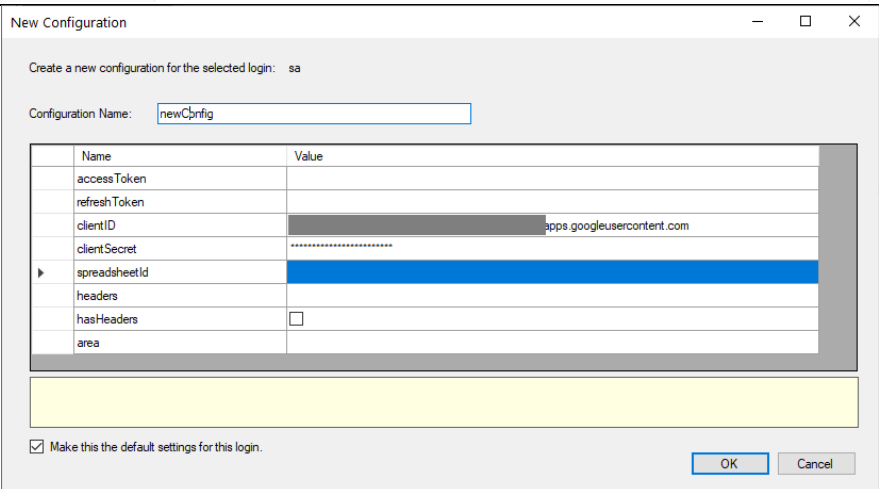 New Configuration
Create a new configuration for the selected login: sa
Configuration Name: newConfig
Name Value
accessToken
refreshToken
clientID apps.googleusercontent.com
clientSecret ************************
spreadsheetId
headers
hasHeaders
area
Make this the default settings for this login.
OK Cancel